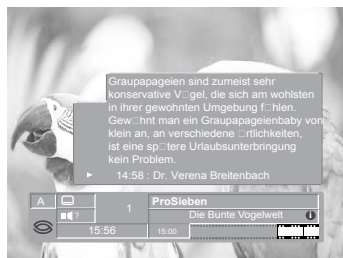 Graupapageien sind zumeist sehr
konservative V□gel, die sich am wohlsten
in ihrer gewohnten Umgebung f□hlen.
Gew□hnt man ein Graupapageienbaby von
klein an, an verschiedene □rtlichkeiten,
ist eine sp□tere Urlaubsunterbringung
kein Problem.
► 14:58 : Dr. Verena Breitenbach
A
?
1
ProSieben
Die Bunte Vogelwelt
15:56
15:00